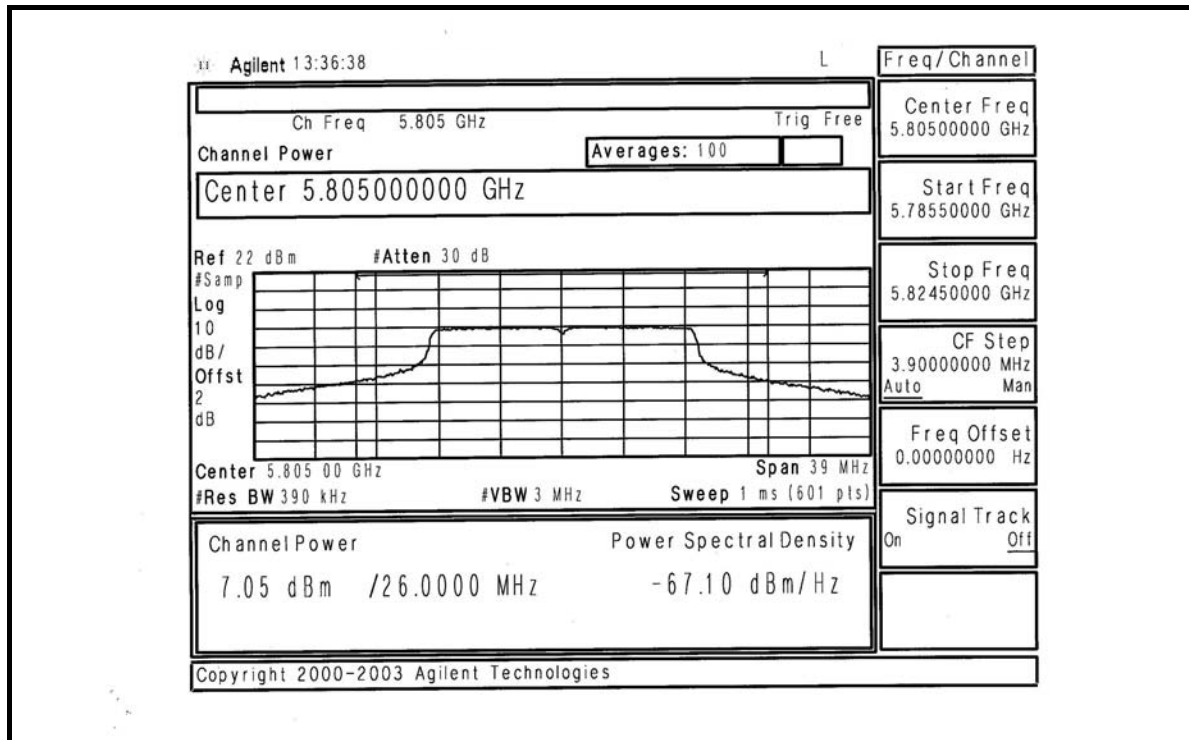 Agilent 13:36:38 L
Ch Freq 5.805 GHz Trig Free
Channel Power Averages: 100
Center 5.805000000 GHz
Ref 22 dBm #Atten 30 dB
#Samp
Log
10
dB/
Offst
2
dB
Center 5.805 00 GHz Span 39 MHz
#Res BW 390 kHz #VBW 3 MHz Sweep 1 ms (601 pts)
Channel Power Power Spectral Density
7.05 dBm /26.0000 MHz -67.10 dBm/Hz
Copyright 2000-2003 Agilent Technologies
Freq/Channel
Center Freq
5.80500000 GHz
Start Freq
5.78550000 GHz
Stop Freq
5.82450000 GHz
CF Step
3.90000000 MHz
Auto Man
Freq Offset
0.00000000 Hz
Signal Track
On Off